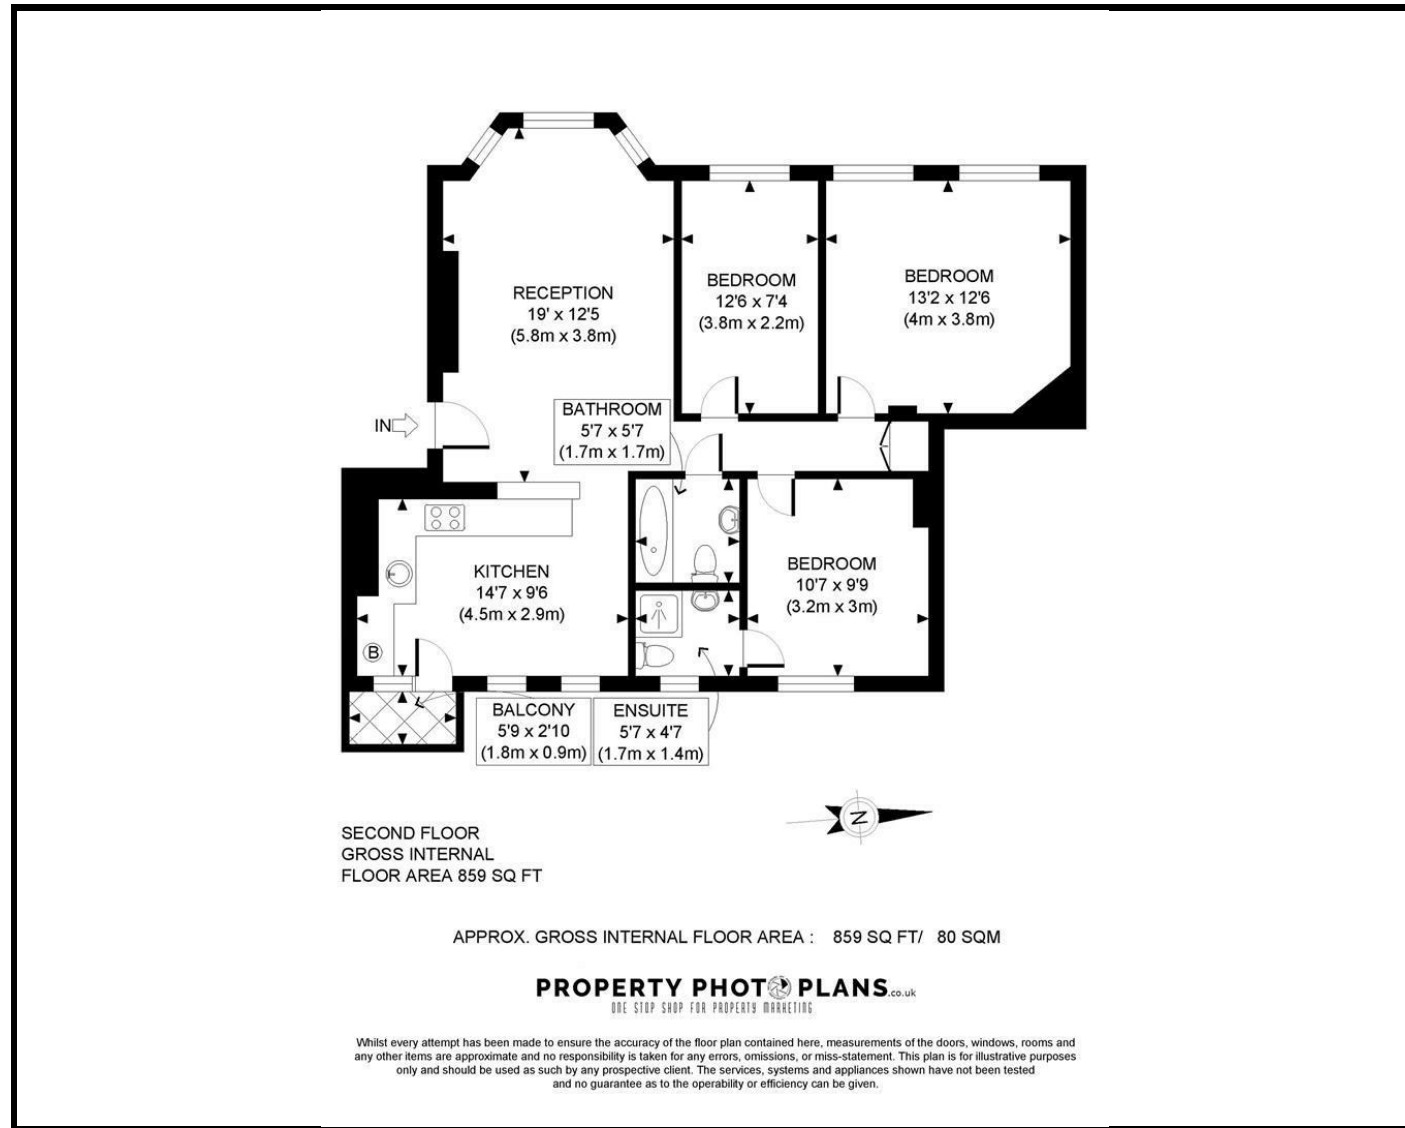 RECEPTION
19' x 12'5
(5.8m x 3.8m)
BEDROOM
12'6 x 7'4
(3.8m x 2.2m)
BEDROOM
13'2 x 12'6
(4m x 3.8m)
IN
BATHROOM
5'7 x 5'7
(1.7m x 1.7m)
KITCHEN
14'7 x 9'6
(4.5m x 2.9m)
BEDROOM
10'7 x 9'9
(3.2m x 3m)
B
BALCONY
5'9 x 2'10
(1.8m x 0.9m)
ENSUITE
5'7 x 4'7
(1.7m x 1.4m)
N
SECOND FLOOR
GROSS INTERNAL
FLOOR AREA 859 SQ FT
APPROX. GROSS INTERNAL FLOOR AREA : 859 SQ FT/ 80 SQM
PROPERTY PHOTO PLANS.co.uk
ONE STOP SHOP FOR PROPERTY MARKETING
Whilst every attempt has been made to ensure the accuracy of the floor plan contained here, measurements of the doors, windows, rooms and
any other items are approximate and no responsibility is taken for any errors, omissions, or miss-statement. This plan is for illustrative purposes
only and should be used as such by any prospective client. The services, systems and appliances shown have not been tested
and no guarantee as to the operability or efficiency can be given.